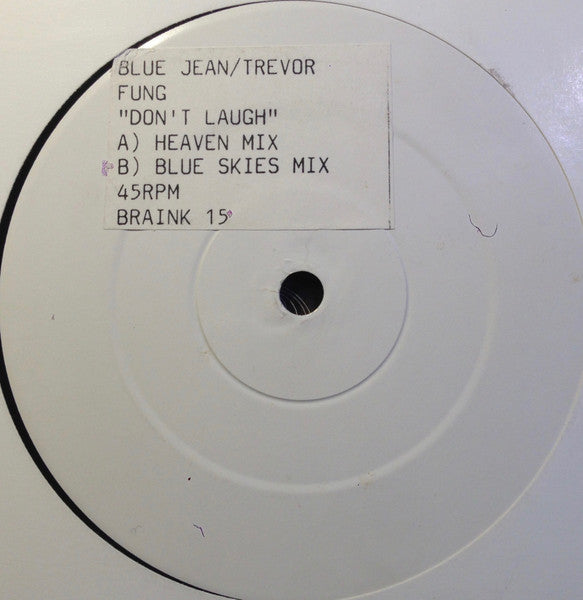 BLUE JEAN/TREVOR
FUNG
"DON'T LAUGH"
A) HEAVEN MIX
B) BLUE SKIES MIX
45RPM
BRAINK 15